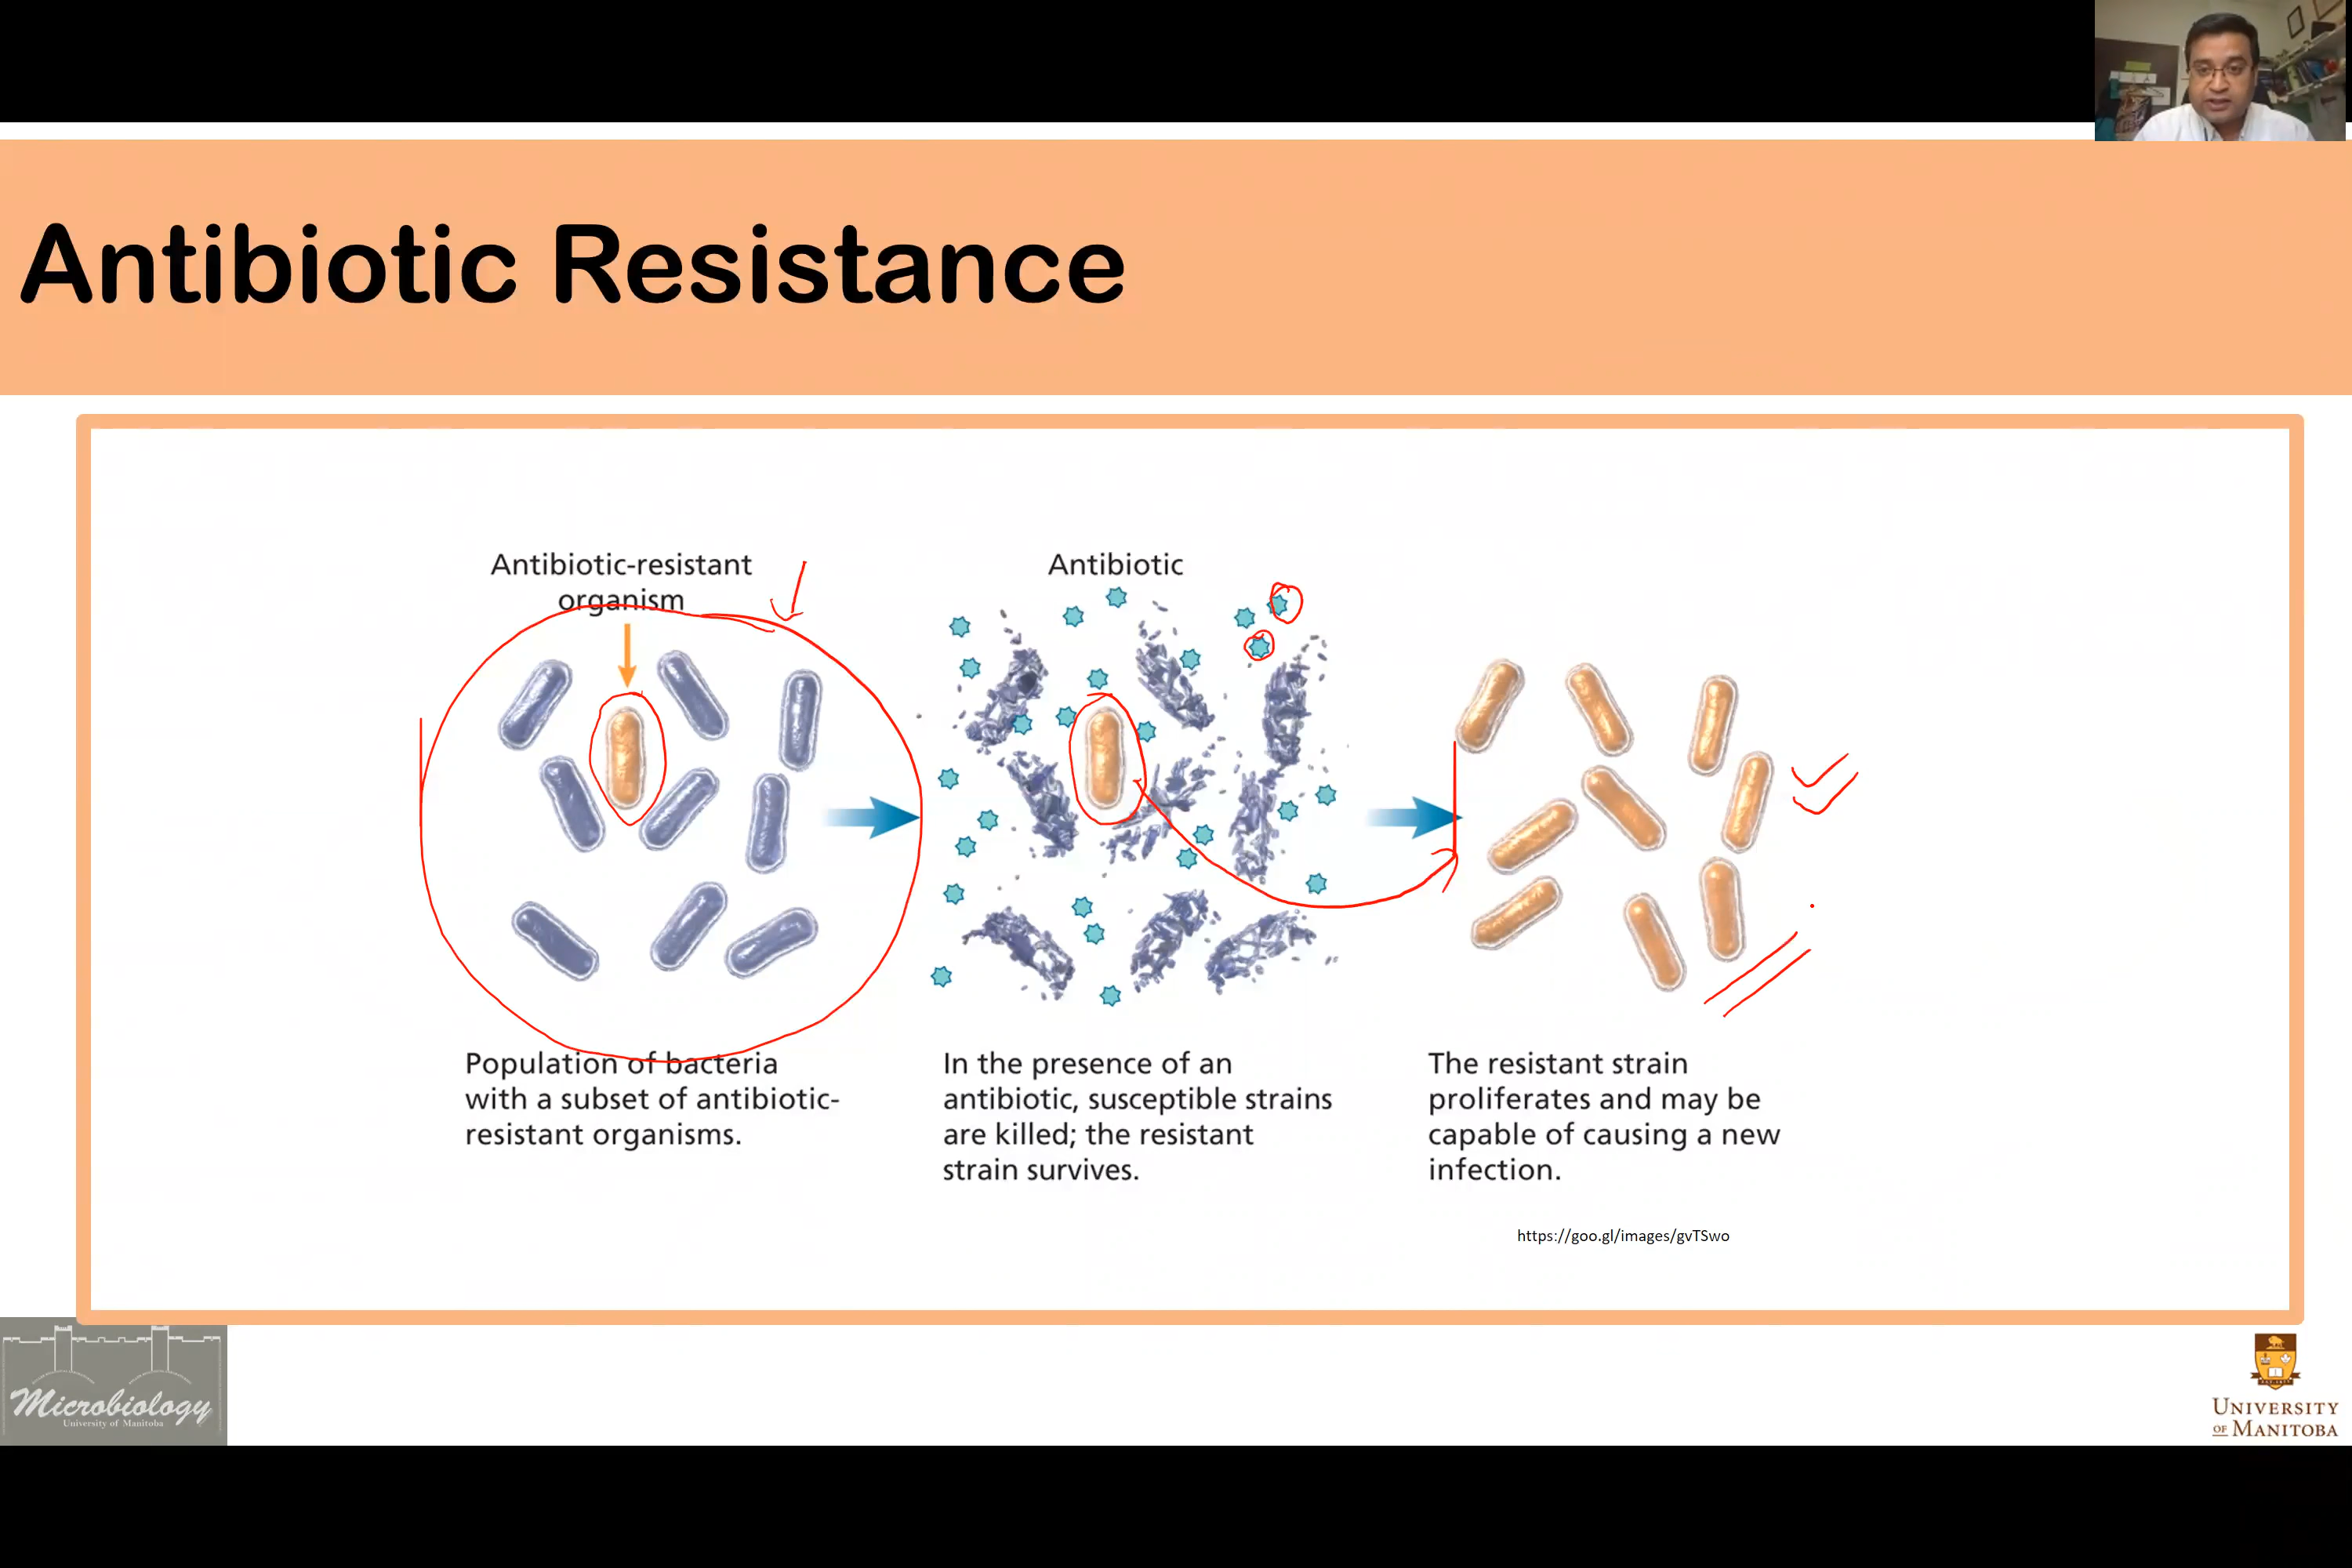 Antibiotic Resistance
Antibiotic-resistant
organism
Antibiotic
Population of bacteria
with a subset of antibiotic-
resistant organisms.
In the presence of an
antibiotic, susceptible strains
are killed; the resistant
strain survives.
The resistant strain
proliferates and may be
capable of causing a new
infection.
https://goo.gl/images/gvTSwo
Microbiology
University of Manitoba
UNIVERSITY
OF MANITOBA